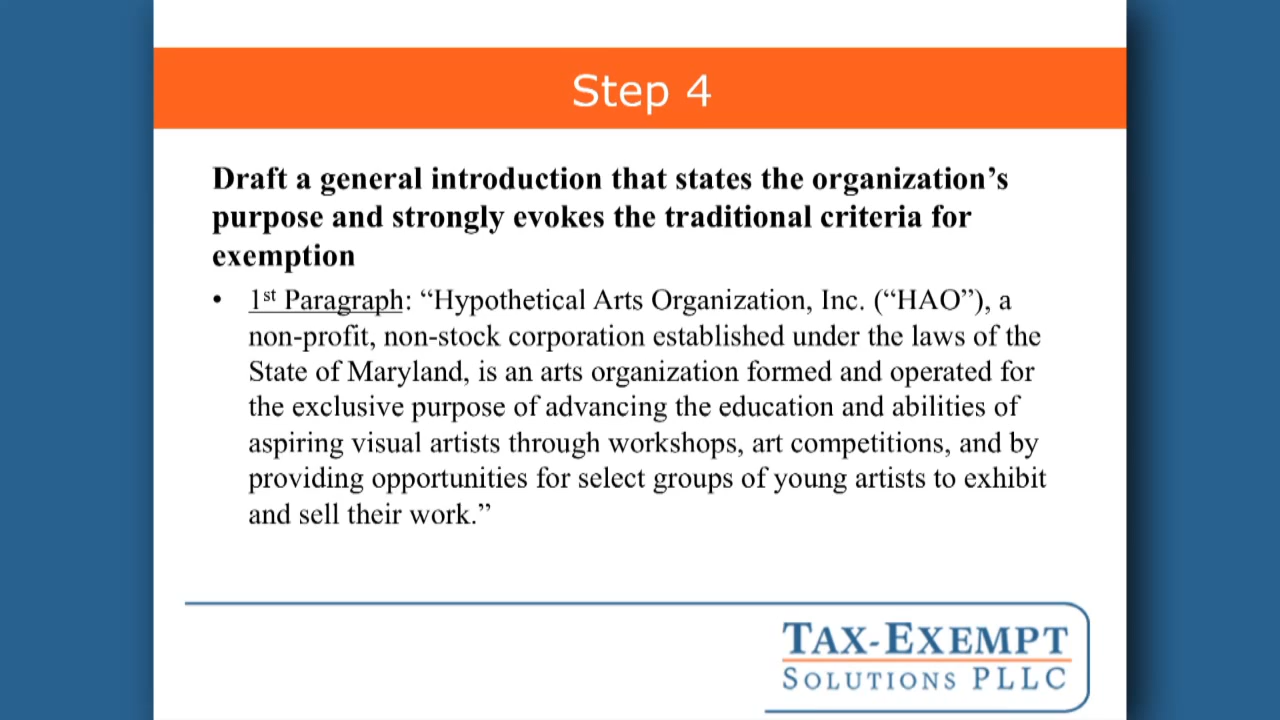 Step 4
Draft a general introduction that states the organization’s
purpose and strongly evokes the traditional criteria for
exemption
• 1st Paragraph: “Hypothetical Arts Organization, Inc. (“HAO”), a
non-profit, non-stock corporation established under the laws of the
State of Maryland, is an arts organization formed and operated for
the exclusive purpose of advancing the education and abilities of
aspiring visual artists through workshops, art competitions, and by
providing opportunities for select groups of young artists to exhibit
and sell their work.”
TAX-EXEMPT
SOLUTIONS PLLC